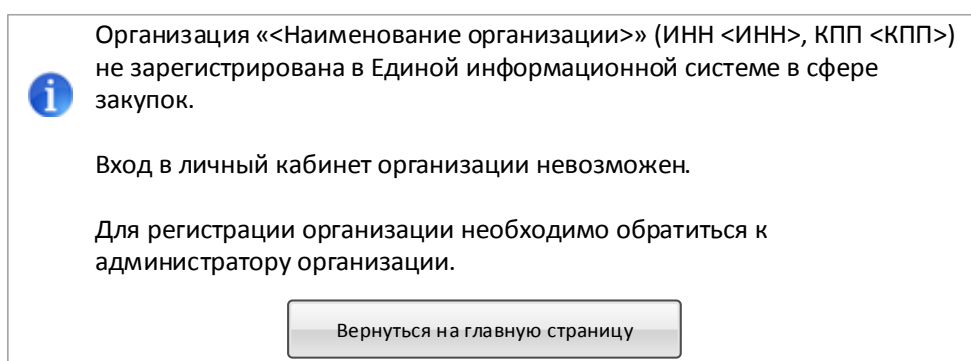 Организация «<Наименование организации>» (ИНН <ИНН>, КПП <КПП>)
не зарегистрирована в Единой информационной системе в сфере
закупок.
Вход в личный кабинет организации невозможен.
Для регистрации организации необходимо обратиться к
администратору организации.
Вернуться на главную страницу